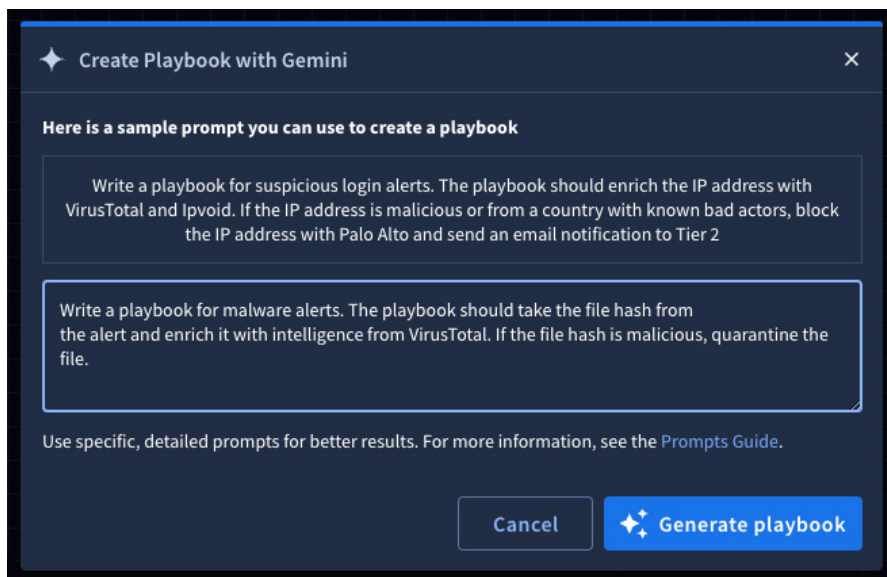 Create Playbook with Gemini
Here is a sample prompt you can use to create a playbook
Write a playbook for suspicious login alerts. The playbook should enrich the IP address with
VirusTotal and Ipvoid. If the IP address is malicious or from a country with known bad actors, block
the IP address with Palo Alto and send an email notification to Tier 2
Write a playbook for malware alerts. The playbook should take the file hash from
the alert and enrich it with intelligence from VirusTotal. If the file hash is malicious, quarantine the
file.
Use specific, detailed prompts for better results. For more information, see the Prompts Guide.
Cancel
Generate playbook